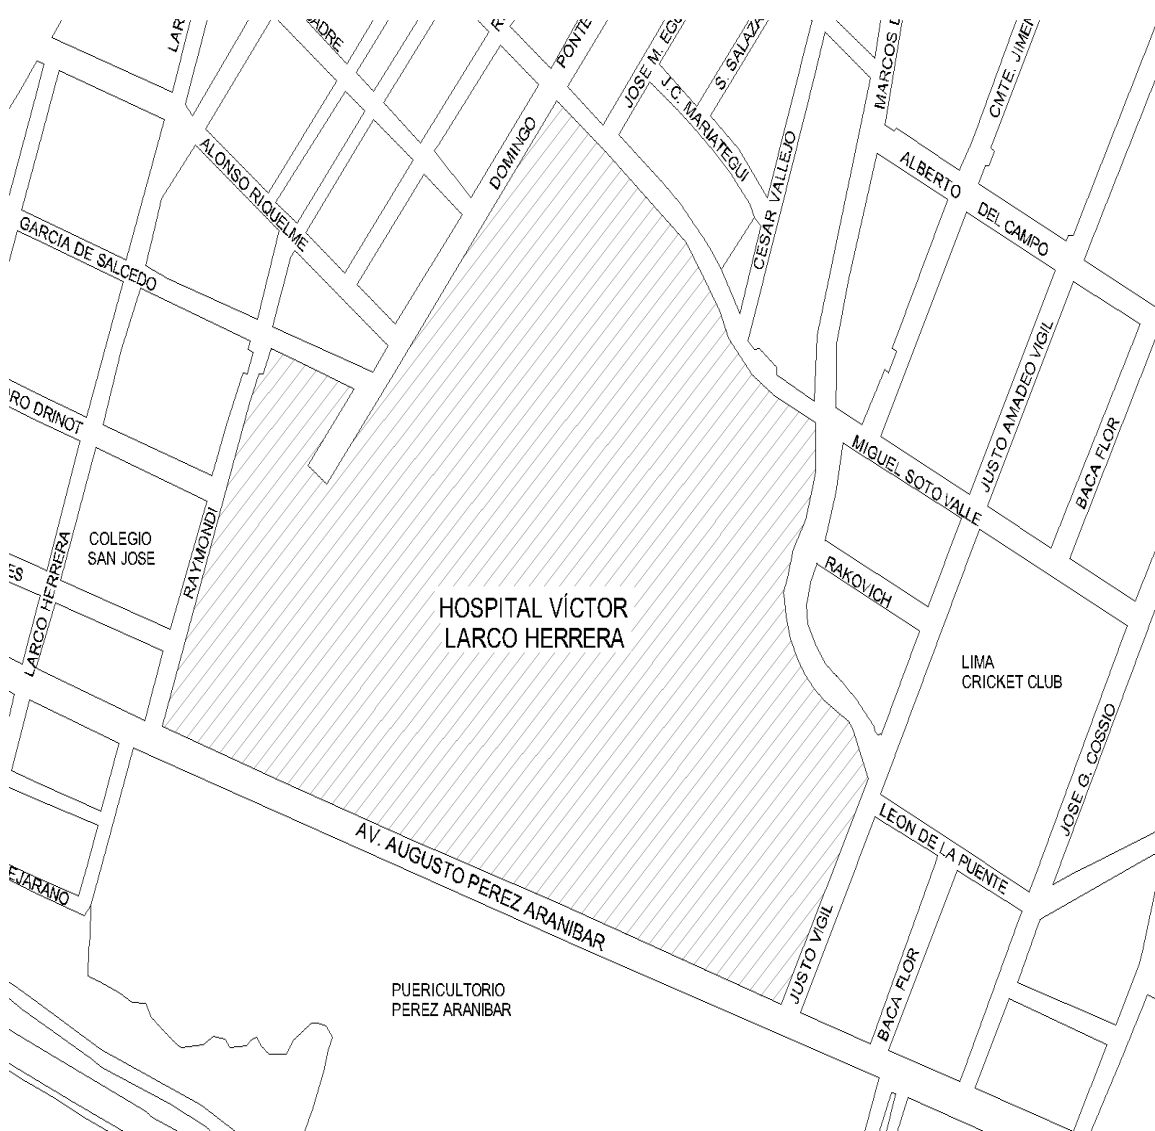 LAR
ADRE
PONTE
JOSE M. EGU
S. SALAZA
MARCOS D
CMTE. JIMEN
J.C. MARIATEGUI
DOMINGO
ALONSO RIQUELME
CESAR VALLEJO
ALBERTO
DEL CAMPO
GARCIA DE SALCEDO
JUSTO AMADEO VIGIL
BACA FLOR
RO DRINOT
MIGUEL SOTO VALLE
COLEGIO
SAN JOSE
RAYMONDI
LARCO HERRERA
ES
RAKOVICH
HOSPITAL VÍCTOR
LARCO HERRERA
LIMA
CRICKET CLUB
JOSE G. COSSIO
LEON DE LA PUENTE
AV. AUGUSTO PEREZ ARANIBAR
EJARANO
JUSTO VIGIL
BACA FLOR
PUERICULTORIO
PEREZ ARANIBAR